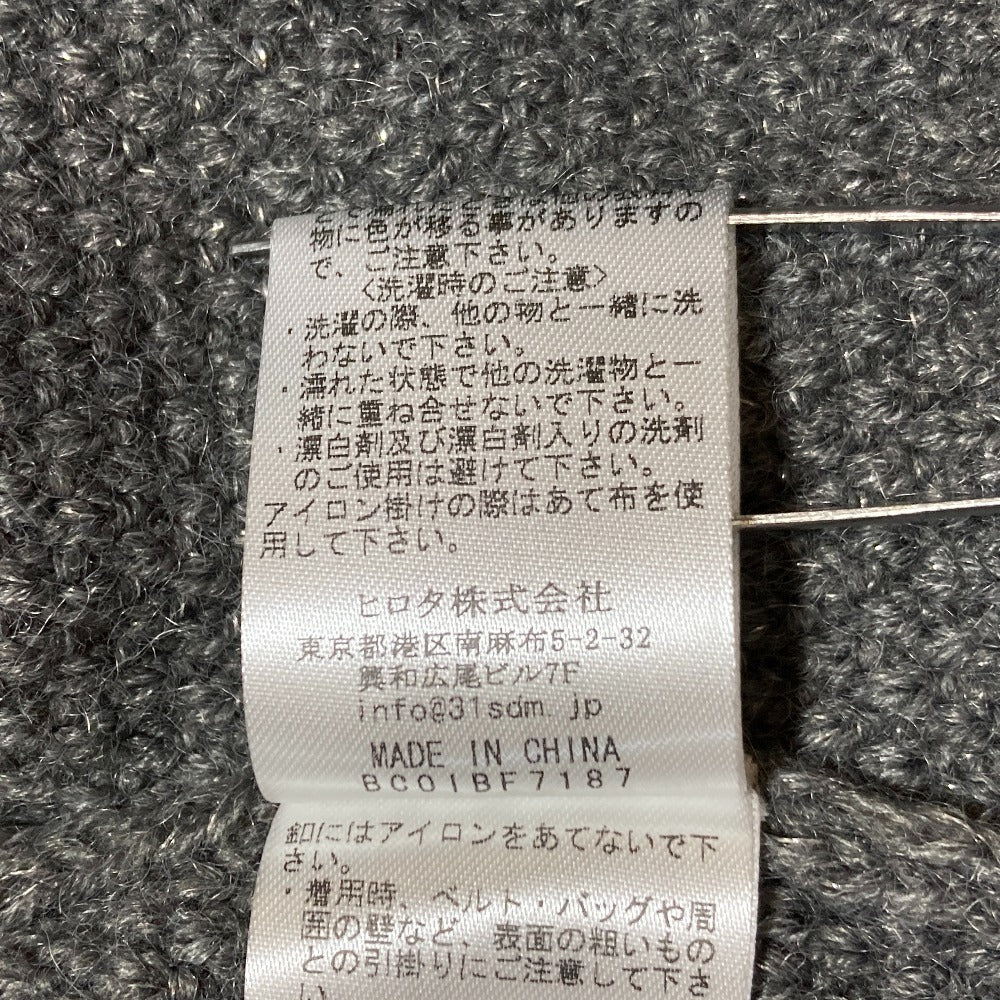 物に色が移る事がありますの
で、ご注意下さい。
〈洗濯時のご注意〉
・洗濯の際、他の物と一緒に洗
わないで下さい。
・濡れた状態で他の洗濯物と一
緒に重ね合せないで下さい。
・漂白剤及び漂白剤入りの洗剤
のご使用は避けて下さい。
アイロン掛けの際はあて布を使
用して下さい。
ヒロタ株式会社
東京都港区南麻布5-2-32
興和広尾ビル7F
info@31sdm.jp
MADE IN CHINA
BC01BF7187
釦にはアイロンをあてないで下
さい。
・着用時、ベルト・バッグや周
囲の壁など、表面の粗いもの
との引掛りにご注意して下さ
い